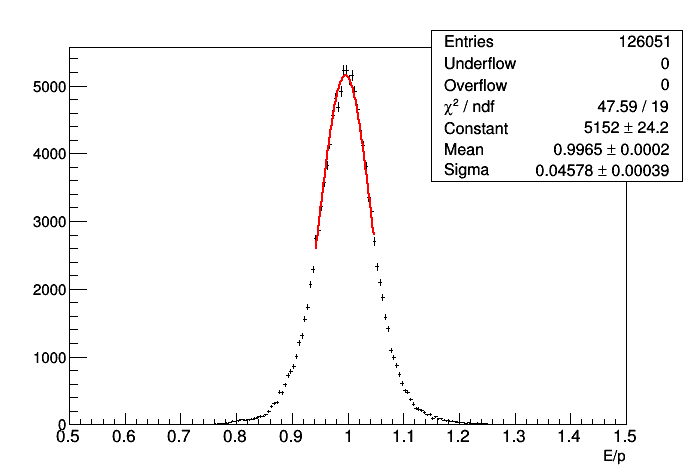 Entries 126051
Underflow 0
Overflow 0
χ² / ndf 47.59 / 19
Constant 5152 ± 24.2
Mean 0.9965 ± 0.0002
Sigma 0.04578 ± 0.00039
5000
4000
3000
2000
1000
0
0.5 0.6 0.7 0.8 0.9 1 1.1 1.2 1.3 1.4 1.5
E/p